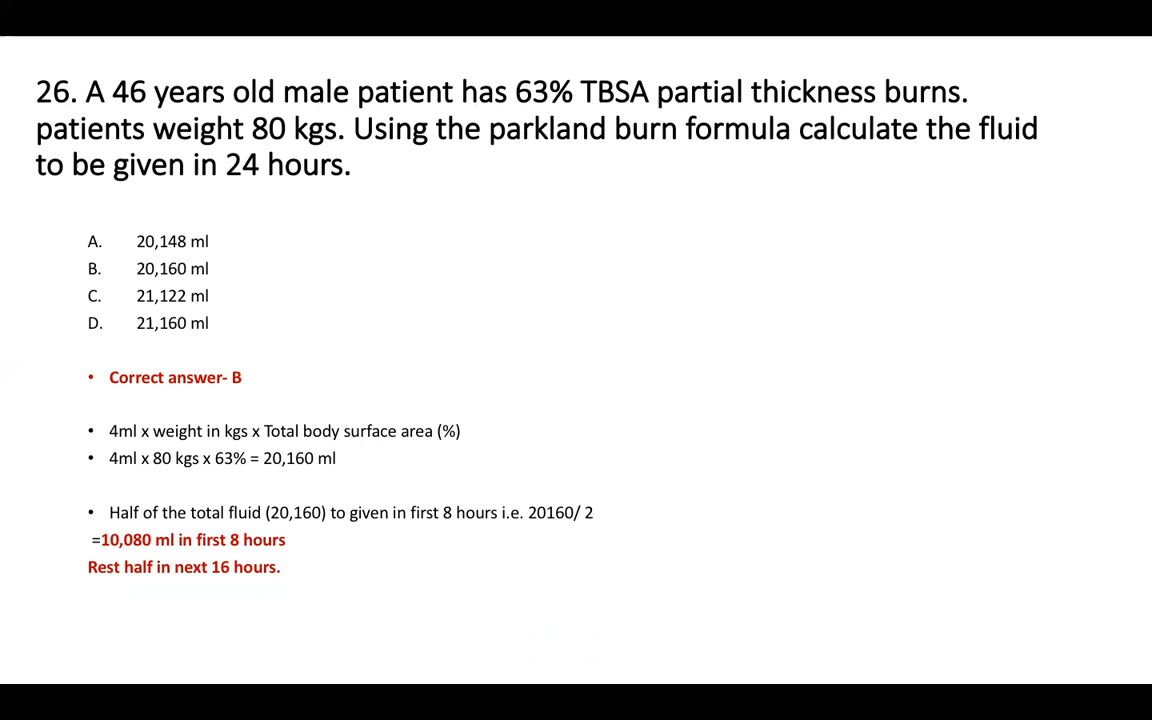 26. A 46 years old male patient has 63% TBSA partial thickness burns.
patients weight 80 kgs. Using the parkland burn formula calculate the fluid
to be given in 24 hours.
A. 20,148 ml
B. 20,160 ml
C. 21,122 ml
D. 21,160 ml
• Correct answer- B
• 4ml x weight in kgs x Total body surface area (%)
• 4ml x 80 kgs x 63% = 20,160 ml
• Half of the total fluid (20,160) to given in first 8 hours i.e. 20160/ 2
=10,080 ml in first 8 hours
Rest half in next 16 hours.